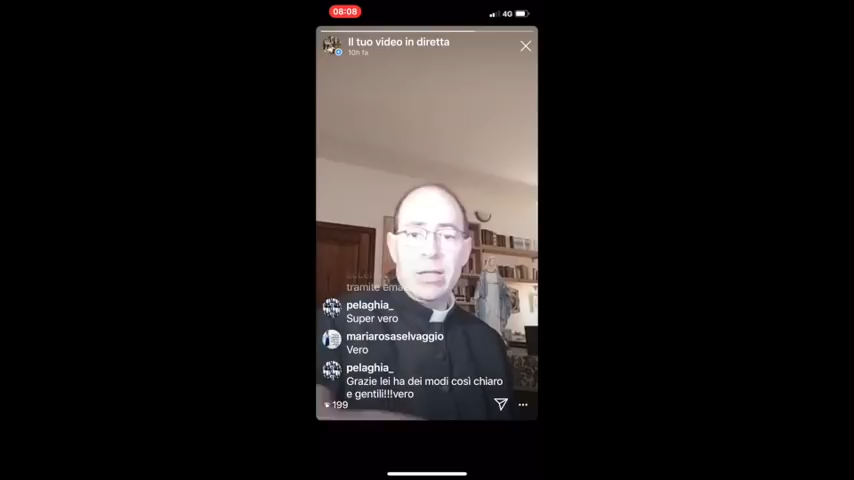 08:08
4G
Il tuo video in diretta
10h fa
tramite
pelaghia_
Super vero
mariarosaselvaggio
Vero
pelaghia_
Grazie lei ha dei modi così chiaro
e gentili!!!vero
199